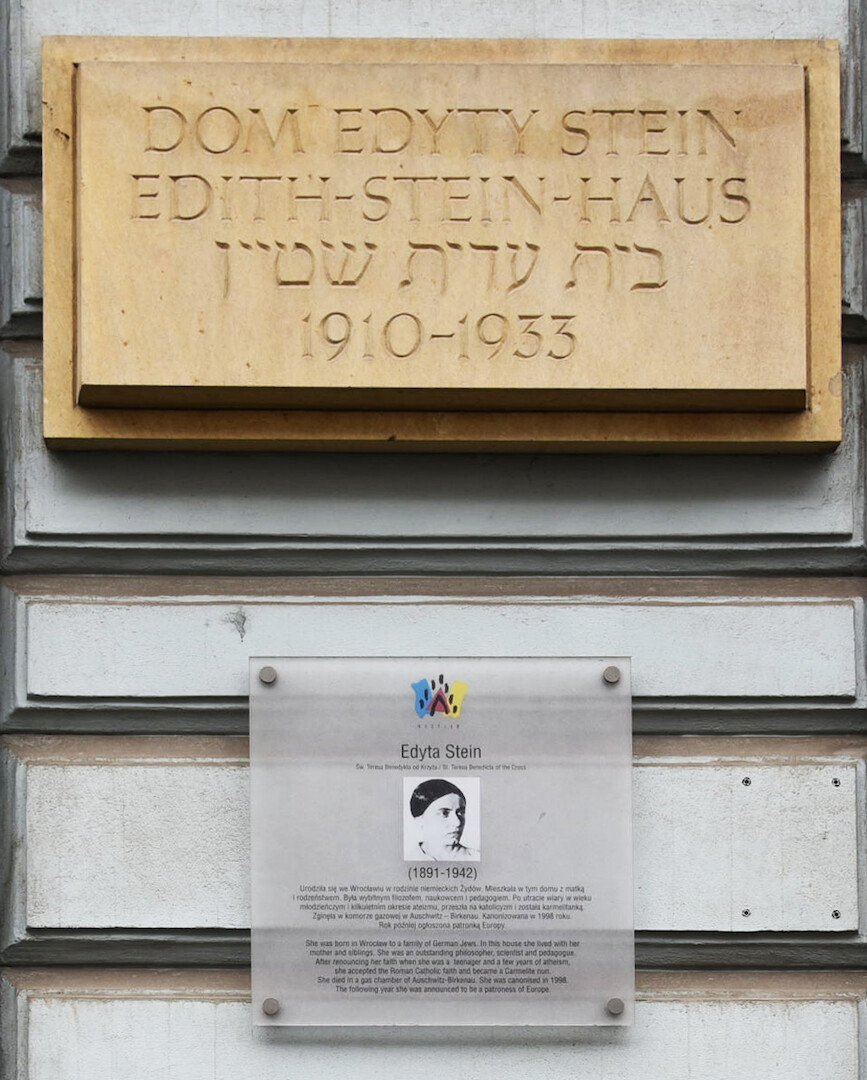 DOM EDYTY STEIN
EDITH-STEIN-HAUS
בית עדית שטיין
1910-1933
WROCŁAW
Edyta Stein
Św. Teresa Benedykta od Krzyża / St. Teresa Benedicta of the Cross
(1891-1942)
Urodziła się we Wrocławiu w rodzinie niemieckich Żydów. Mieszkała w tym domu z matką
i rodzeństwem. Była wybitnym filozofem, naukowcem i pedagogiem. Po utracie wiary w wieku
młodzieńczym i kilkuletnim okresie ateizmu, przeszła na katolicyzm i została karmelitanką.
Zginęła w komorze gazowej w Auschwitz – Birkenau. Kanonizowana w 1998 roku.
Rok później ogłoszona patronką Europy.
She was born in Wrocław to a family of German Jews. In this house she lived with her
mother and siblings. She was an outstanding philosopher, scientist and pedagogue.
After renouncing her faith when she was a teenager and a few years of atheism,
she accepted the Roman Catholic faith and became a Carmelite nun.
She died in a gas chamber of Auschwitz-Birkenau. She was canonised in 1998.
The following year she was announced to be a patroness of Europe.